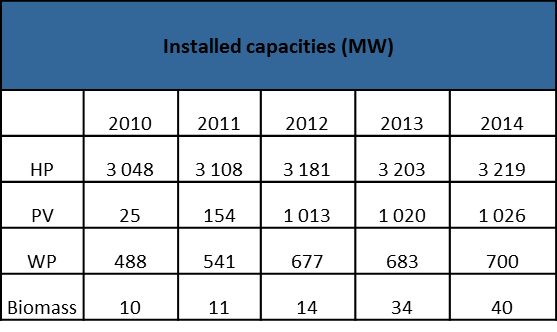 Installed capacities (MW)
2010 2011 2012 2013 2014
HP 3 048 3 108 3 181 3 203 3 219
PV 25 154 1 013 1 020 1 026
WP 488 541 677 683 700
Biomass 10 11 14 34 40